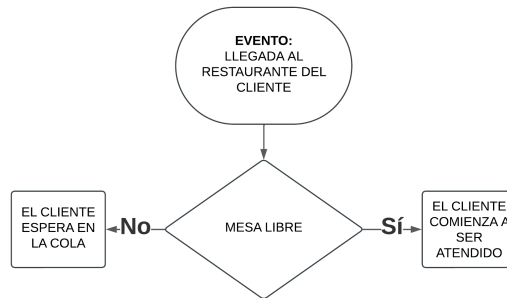 EVENTO:
LLEGADA AL
RESTAURANTE DEL
CLIENTE
MESA LIBRE
No
Sí
EL CLIENTE
ESPERA EN
LA COLA
EL CLIENTE
COMIENZA A
SER
ATENDIDO